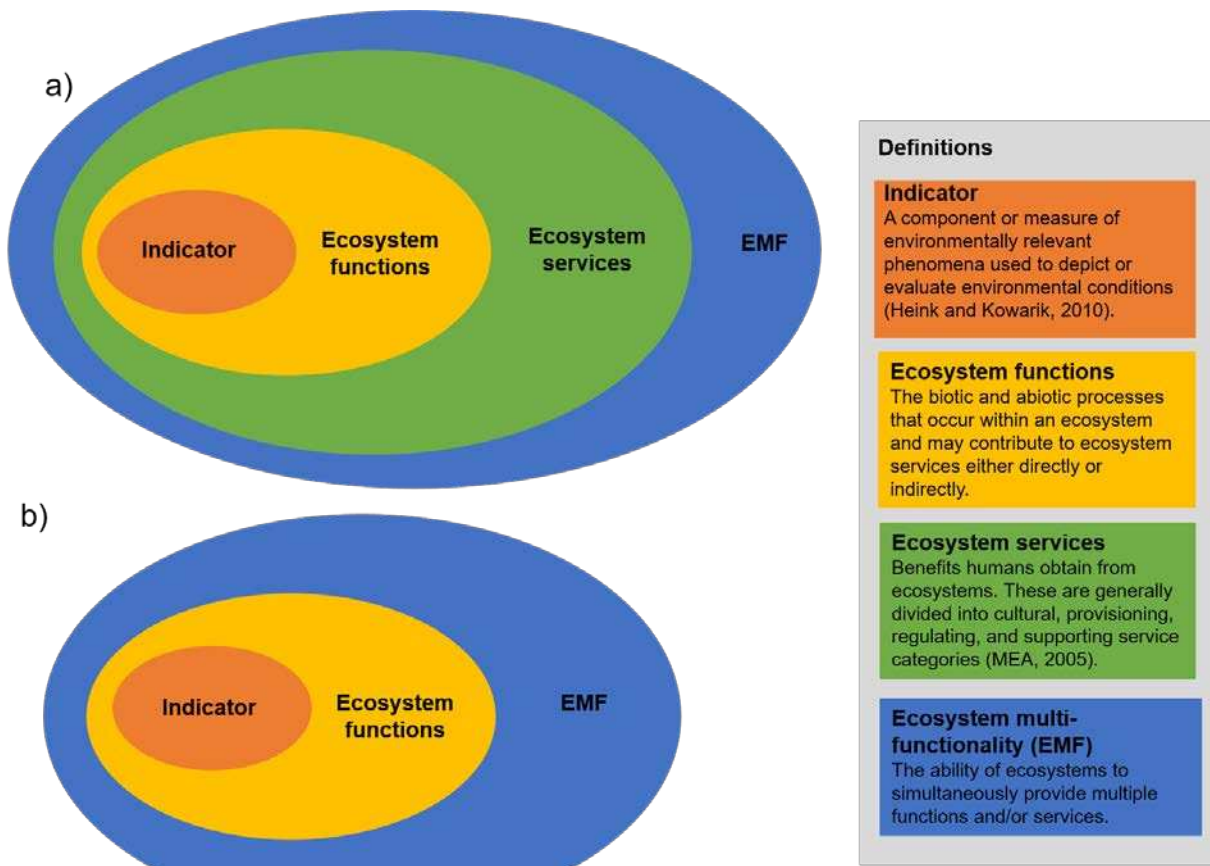 a)
Indicator
Ecosystem
functions
Ecosystem
services
EMF
b)
Indicator
Ecosystem
functions
EMF
Definitions
Indicator
A component or measure of
environmentally relevant
phenomena used to depict or
evaluate environmental conditions
(Heink and Kowarik, 2010).
Ecosystem functions
The biotic and abiotic processes
that occur within an ecosystem
and may contribute to ecosystem
services either directly or
indirectly.
Ecosystem services
Benefits humans obtain from
ecosystems. These are generally
divided into cultural, provisioning,
regulating, and supporting service
categories (MEA, 2005).
Ecosystem multi-
functionality (EMF)
The ability of ecosystems to
simultaneously provide multiple
functions and/or services.